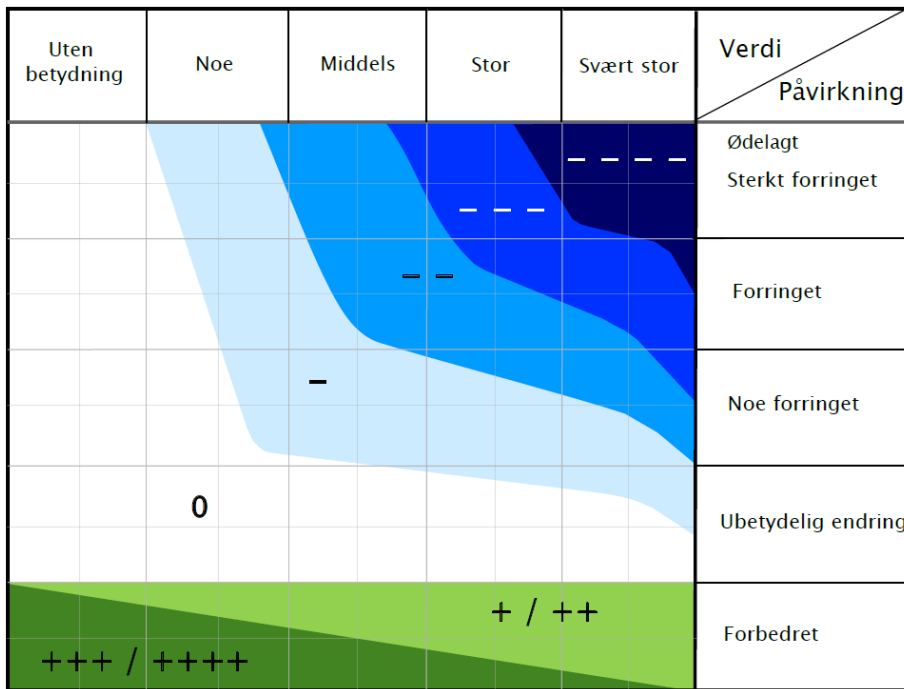 Uten
betydning
Noe
Middels
Stor
Svært stor
Verdi
Påvirkning
Ødelagt
Sterkt forringet
Forringet
Noe forringet
Ubetydelig endring
Forbedret
– – – –
– – –
– –
–
0
+ / ++
+++ / ++++